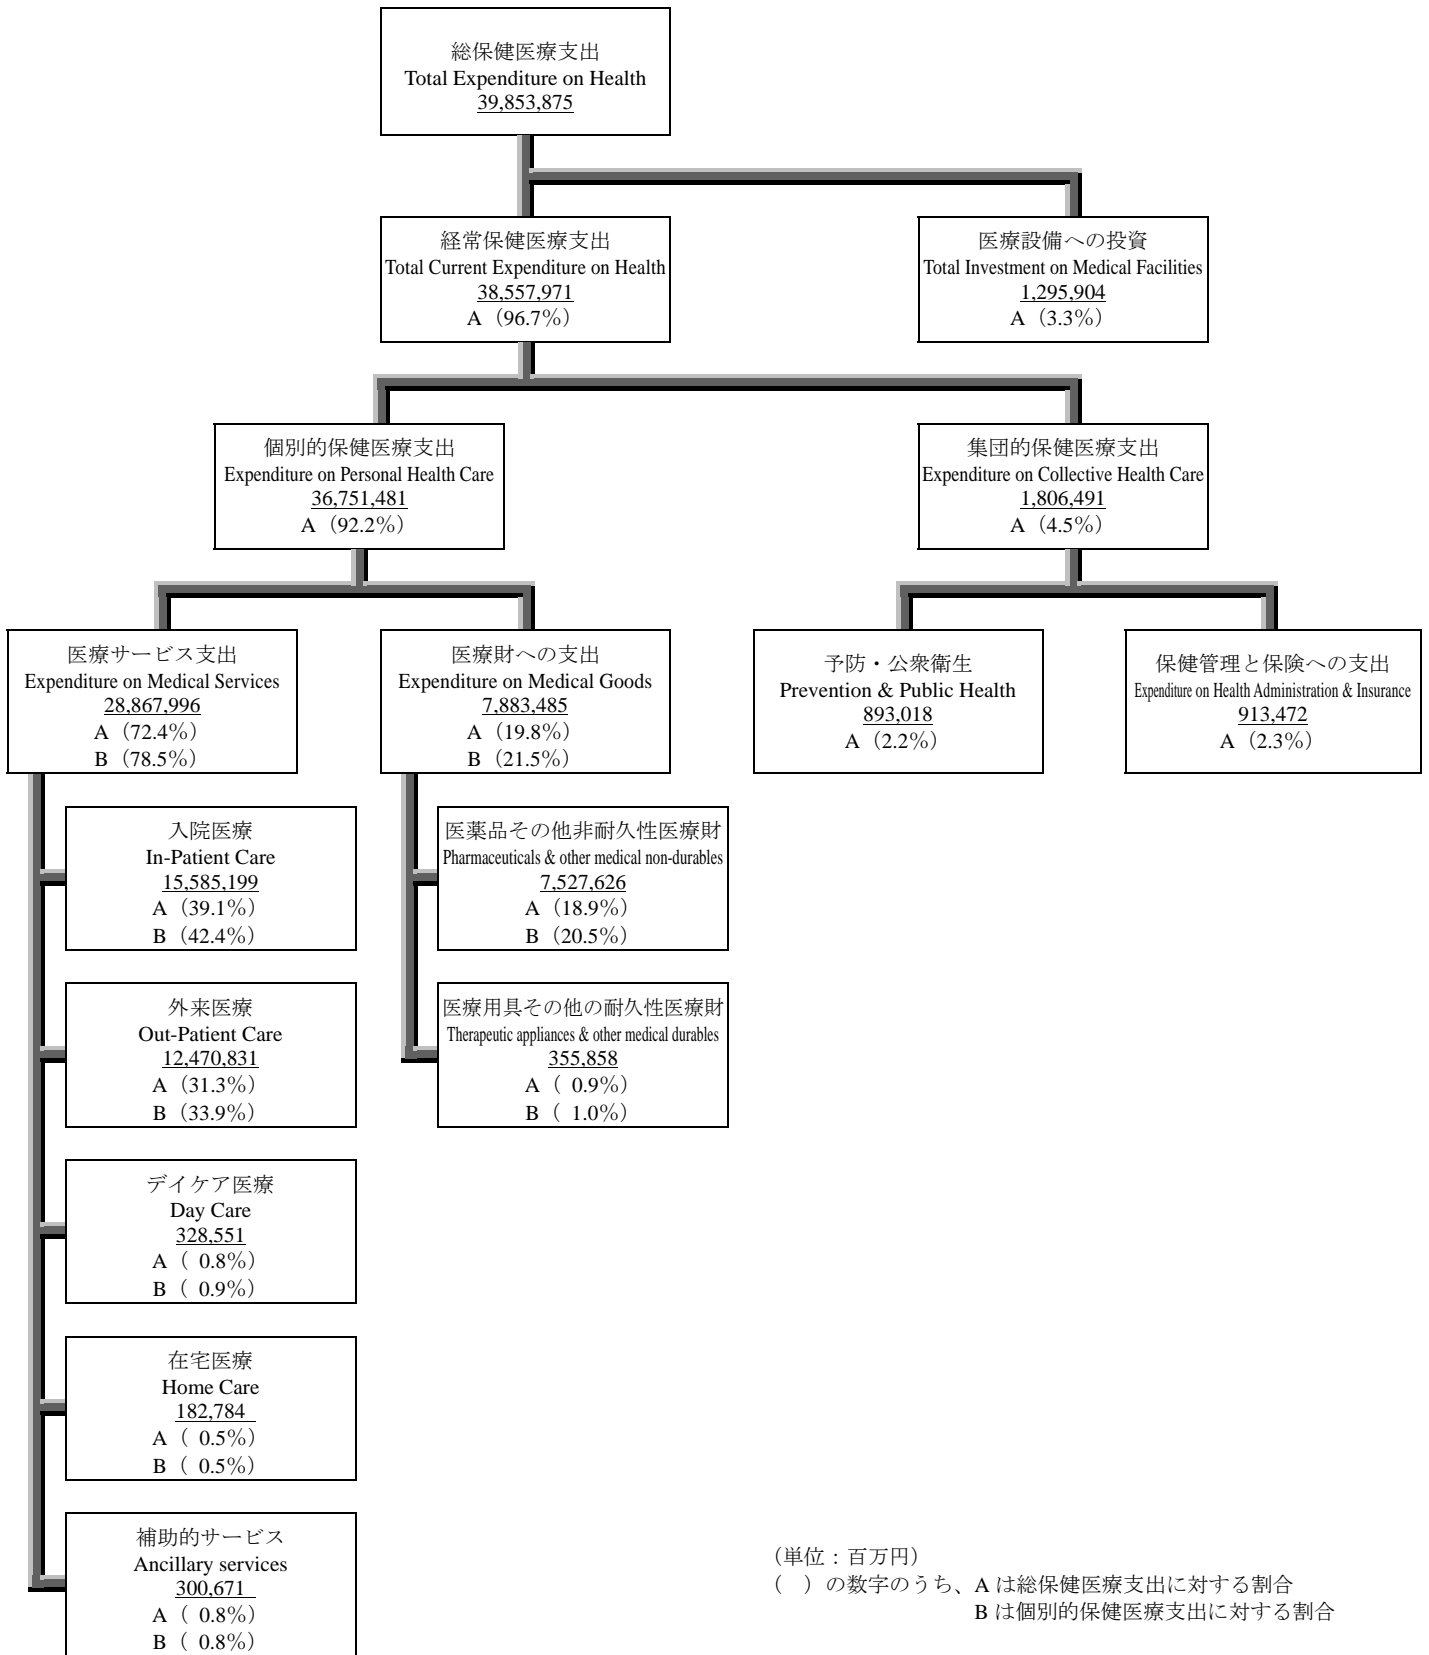 総保健医療支出
Total Expenditure on Health
39,853,875
経常保健医療支出
Total Current Expenditure on Health
38,557,971
A（96.7％）
医療設備への投資
Total Investment on Medical Facilities
1,295,904
A（3.3％）
個別的保健医療支出
Expenditure on Personal Health Care
36,751,481
A（92.2％）
集団的保健医療支出
Expenditure on Collective Health Care
1,806,491
A（4.5％）
医療サービス支出
Expenditure on Medical Services
28,867,996
A（72.4％）
B（78.5％）
医療財への支出
Expenditure on Medical Goods
7,883,485
A（19.8％）
B（21.5％）
予防・公衆衛生
Prevention & Public Health
893,018
A（2.2％）
保健管理と保険への支出
Expenditure on Health Administration & Insurance
913,472
A（2.3％）
入院医療
In-Patient Care
15,585,199
A（39.1％）
B（42.4％）
医薬品その他非耐久性医療財
Pharmaceuticals & other medical non-durables
7,527,626
A（18.9％）
B（20.5％）
外来医療
Out-Patient Care
12,470,831
A（31.3％）
B（33.9％）
医療用具その他の耐久性医療財
Therapeutic appliances & other medical durables
355,858
A（ 0.9％）
B（ 1.0％）
デイケア医療
Day Care
328,551
A（ 0.8％）
B（ 0.9％）
在宅医療
Home Care
182,784
A（ 0.5％）
B（ 0.5％）
補助的サービス
Ancillary services
300,671
A（ 0.8％）
B（ 0.8％）
（単位：百万円）
（　）の数字のうち、A は総保健医療支出に対する割合
B は個別的保健医療支出に対する割合